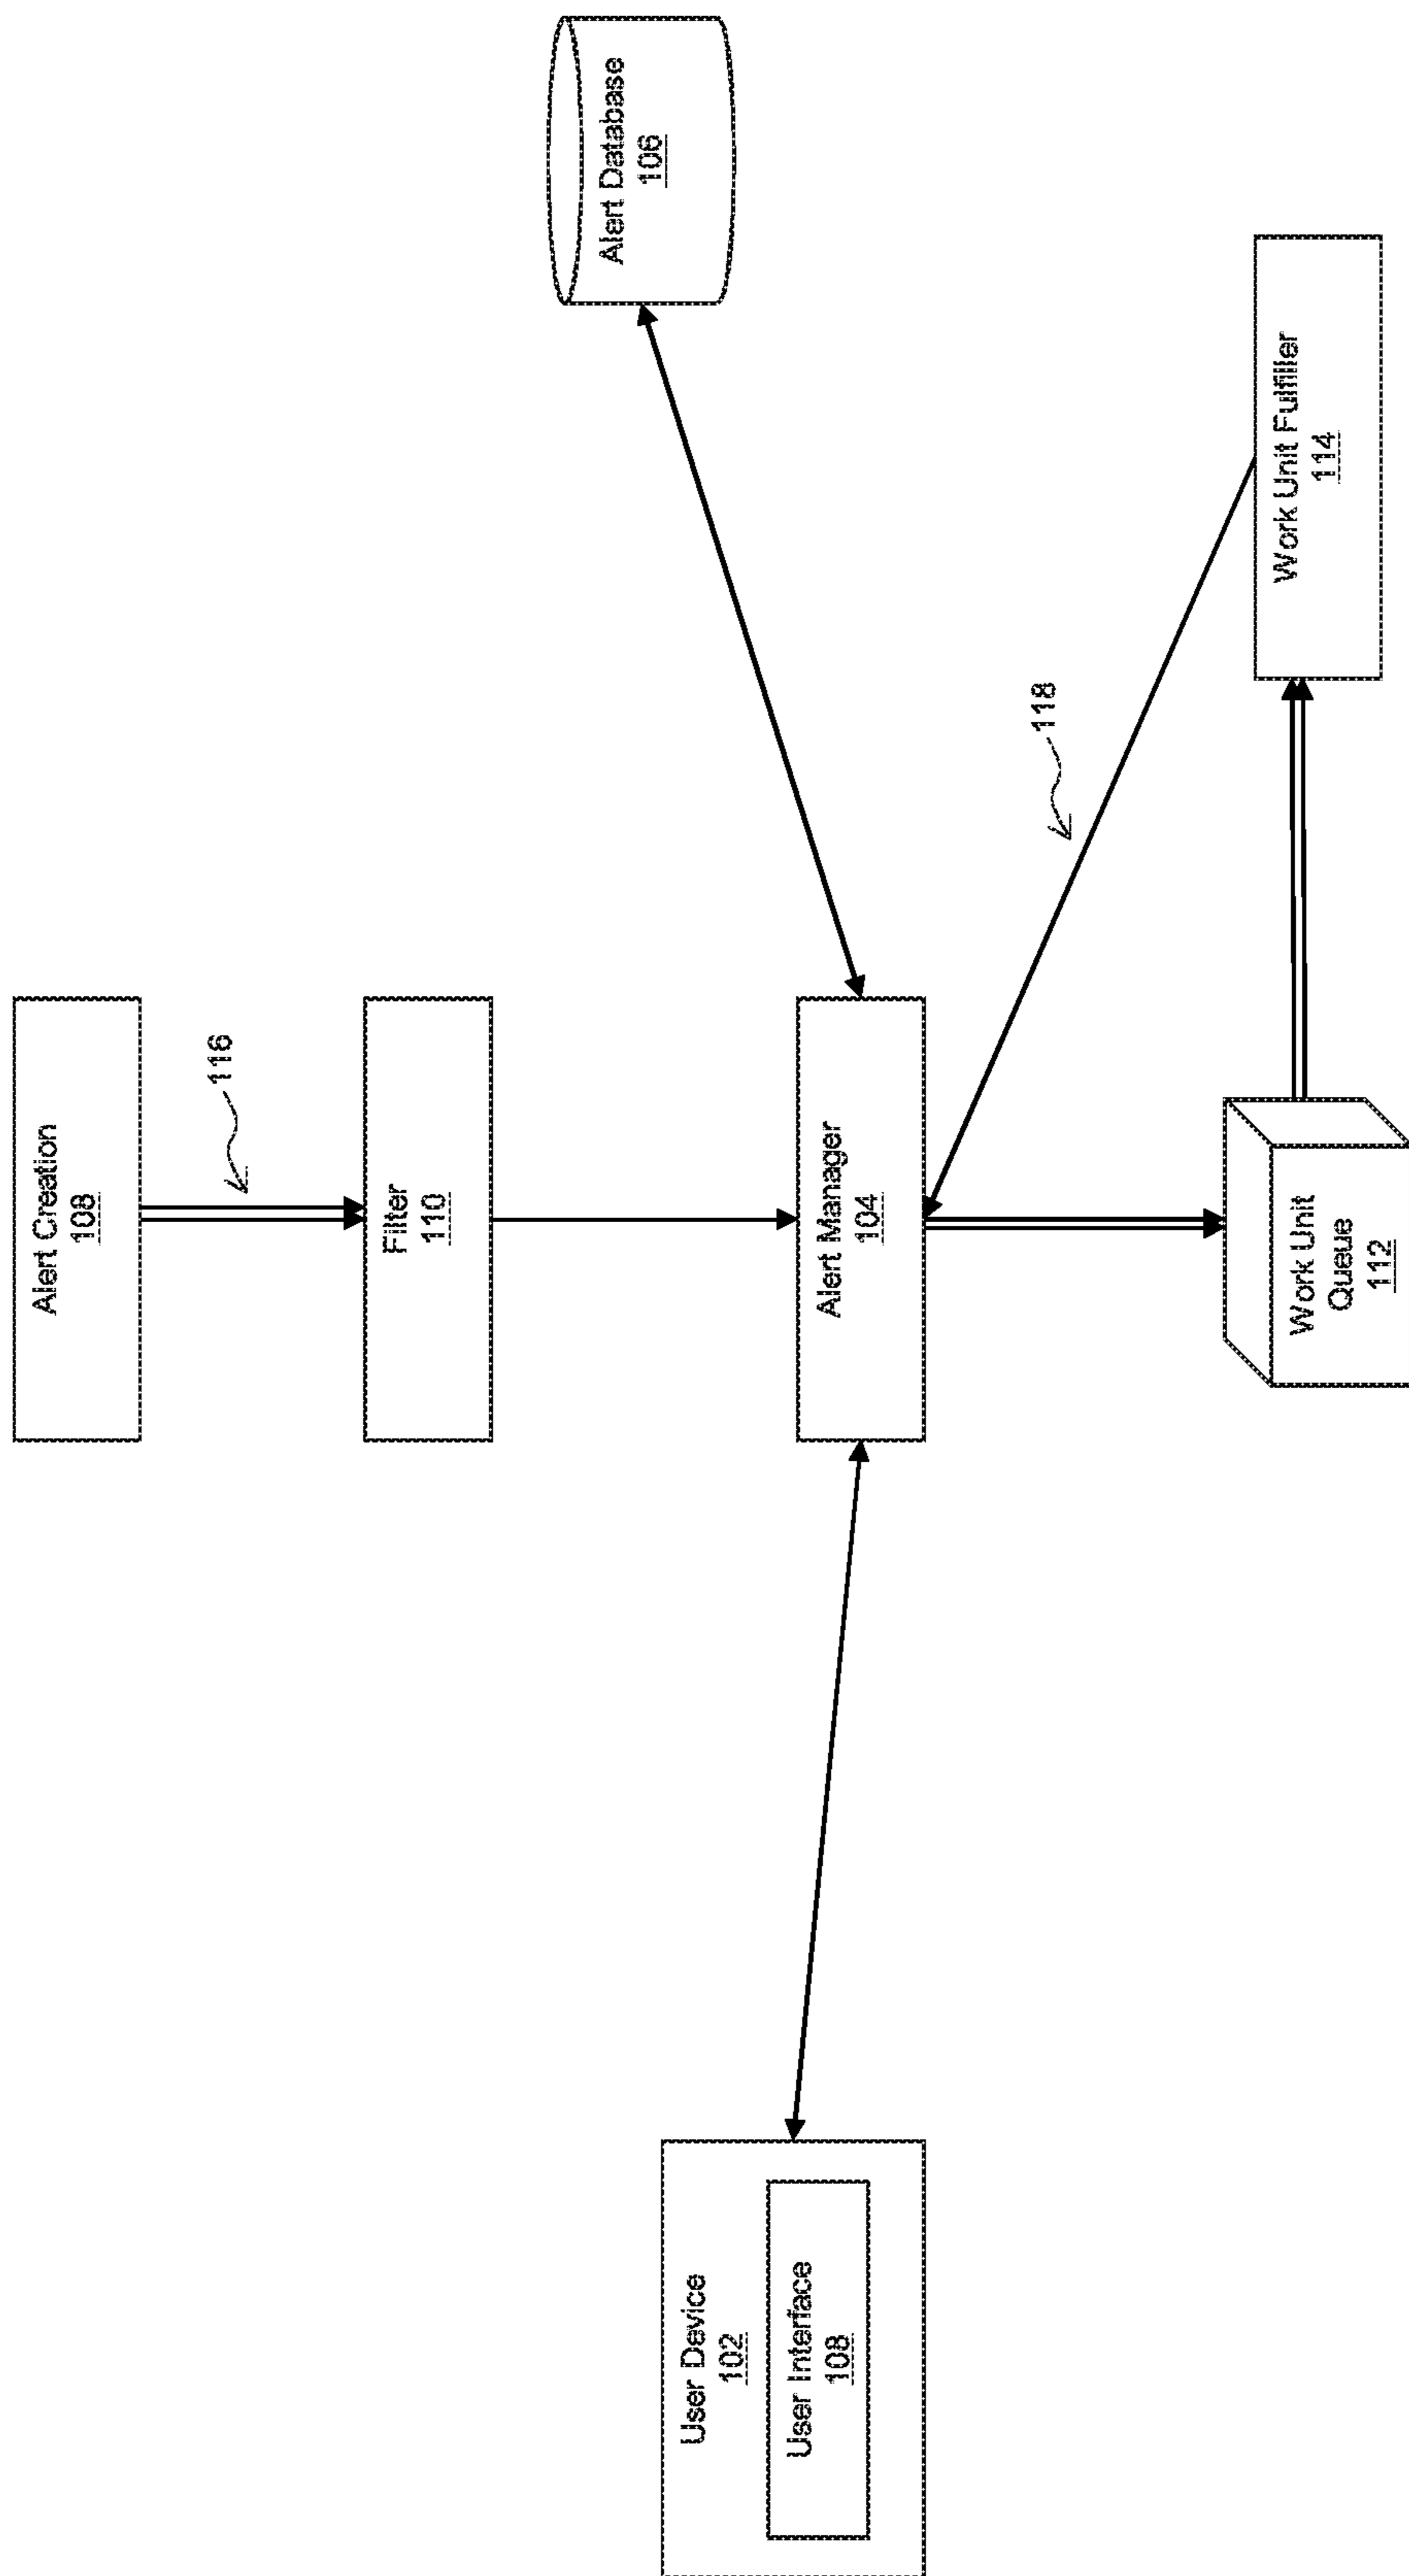 Alert Creation
108
116
Filter
110
User Device
102
User Interface
108
Alert Manager
104
Alert Database
106
118
Work Unit
Queue
112
Work Unit Fulfiller
114